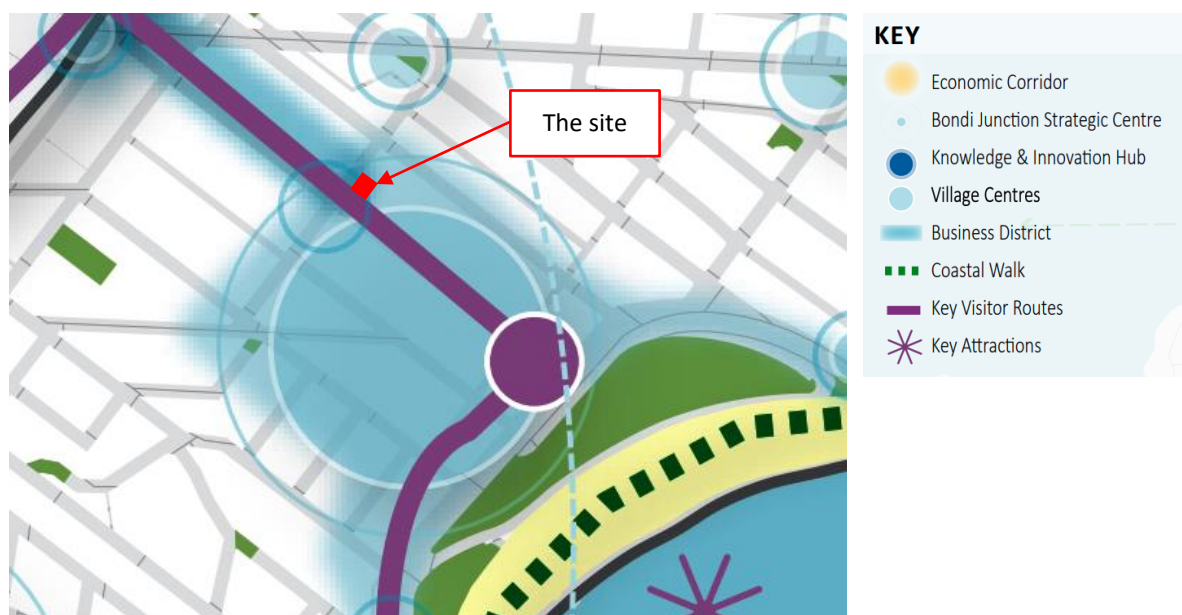 The site
KEY
Economic Corridor
Bondi Junction Strategic Centre
Knowledge & Innovation Hub
Village Centres
Business District
Coastal Walk
Key Visitor Routes
Key Attractions